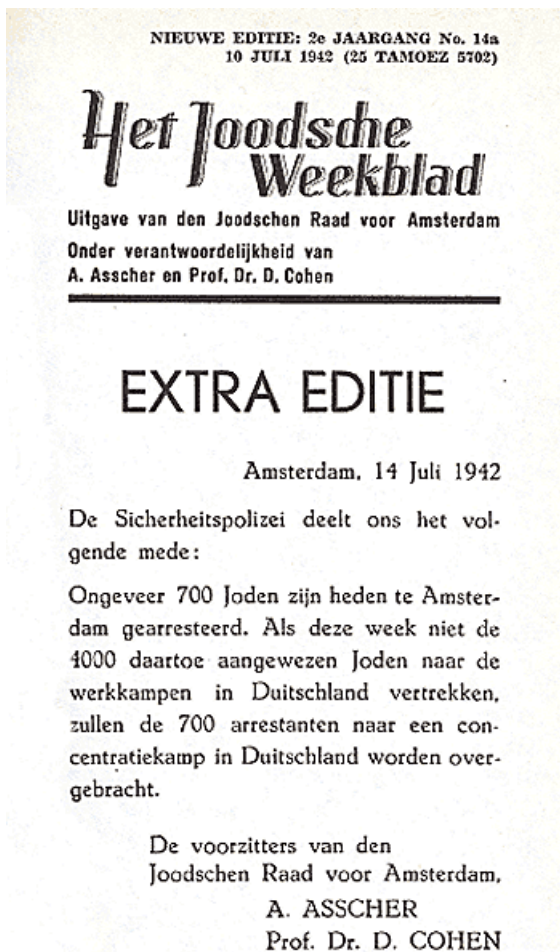 NIEUWE EDITIE: 2e JAARGANG No. 14a
10 JULI 1942 (25 TAMOEZ 5702)
Het Joodsche
Weekblad
Uitgave van den Joodschen Raad voor Amsterdam
Onder verantwoordelijkheid van
A. Asscher en Prof. Dr. D. Cohen
EXTRA EDITIE
Amsterdam, 14 Juli 1942
De Sicherheitspolizei deelt ons het vol-
gende mede:
Ongeveer 700 Joden zijn heden te Amster-
dam gearresteerd. Als deze week niet de
4000 daartoe aangewezen Joden naar de
werkkampen in Duitschland vertrekken,
zullen de 700 arrestanten naar een con-
centratiekamp in Duitschland worden over-
gebracht.
De voorzitters van den
Joodschen Raad voor Amsterdam,
A. ASSCHER
Prof. Dr. D. COHEN